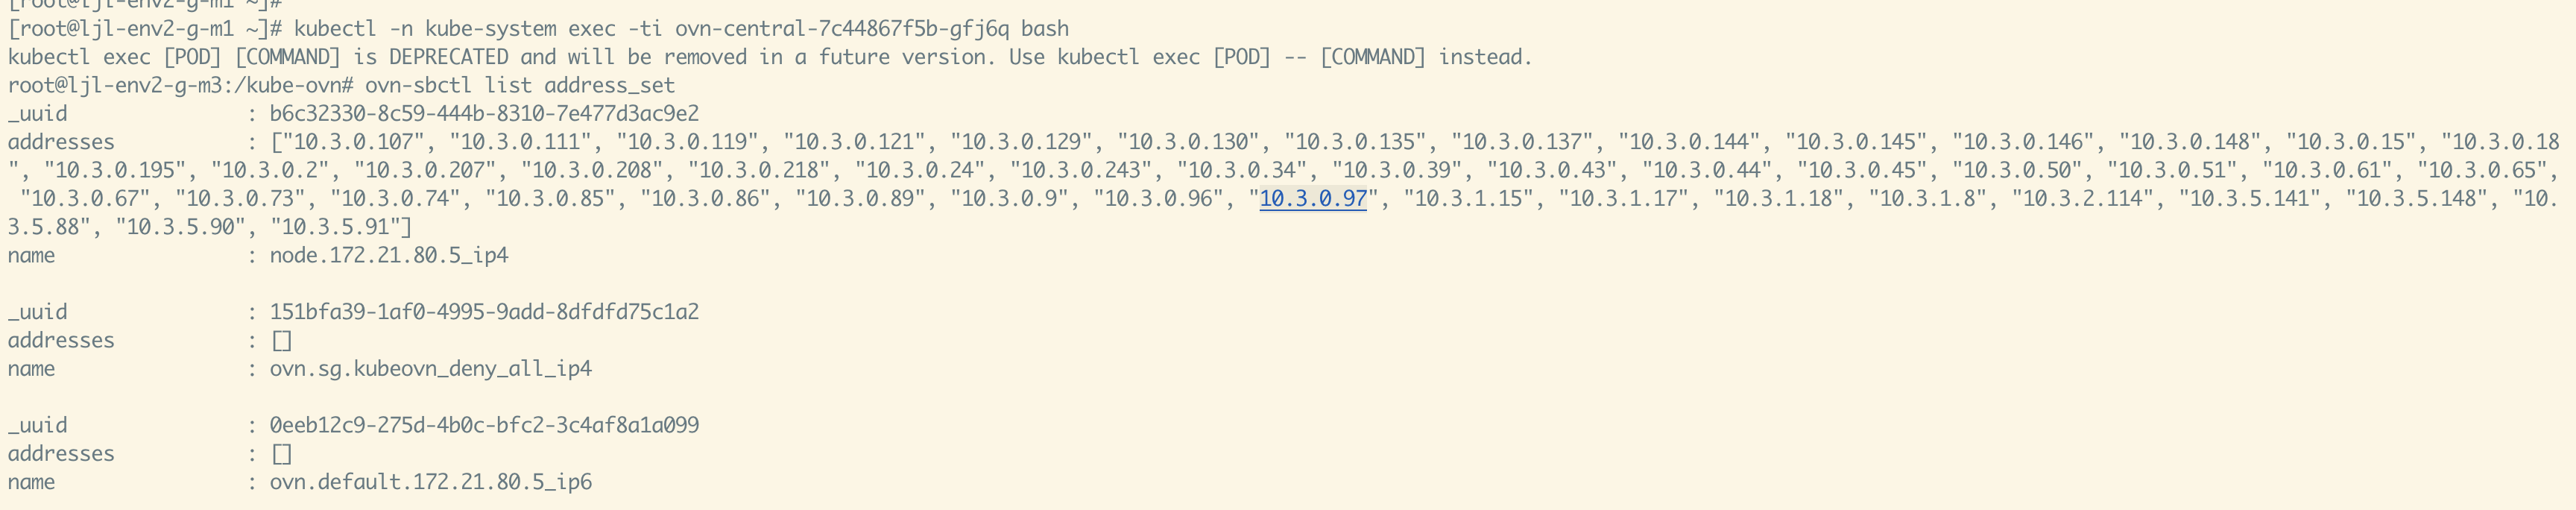 [root@ljl-env2-g-m1 ~]#
[root@ljl-env2-g-m1 ~]# kubectl -n kube-system exec -ti ovn-central-7c44867f5b-gfj6q bash
kubectl exec [POD] [COMMAND] is DEPRECATED and will be removed in a future version. Use kubectl exec [POD] -- [COMMAND] instead.
root@ljl-env2-g-m3:/kube-ovn# ovn-sbctl list address_set
_uuid               : b6c32330-8c59-444b-8310-7e477d3ac9e2
addresses           : ["10.3.0.107", "10.3.0.111", "10.3.0.119", "10.3.0.121", "10.3.0.129", "10.3.0.130", "10.3.0.135", "10.3.0.137", "10.3.0.144", "10.3.0.145", "10.3.0.146", "10.3.0.148", "10.3.0.15", "10.3.0.18
", "10.3.0.195", "10.3.0.2", "10.3.0.207", "10.3.0.208", "10.3.0.218", "10.3.0.24", "10.3.0.243", "10.3.0.34", "10.3.0.39", "10.3.0.43", "10.3.0.44", "10.3.0.45", "10.3.0.50", "10.3.0.51", "10.3.0.61", "10.3.0.65",
 "10.3.0.67", "10.3.0.73", "10.3.0.74", "10.3.0.85", "10.3.0.86", "10.3.0.89", "10.3.0.9", "10.3.0.96", "10.3.0.97", "10.3.1.15", "10.3.1.17", "10.3.1.18", "10.3.1.8", "10.3.2.114", "10.3.5.141", "10.3.5.148", "10.
3.5.88", "10.3.5.90", "10.3.5.91"]
name                : node.172.21.80.5_ip4
_uuid               : 151bfa39-1af0-4995-9add-8dfdfd75c1a2
addresses           : []
name                : ovn.sg.kubeovn_deny_all_ip4
_uuid               : 0eeb12c9-275d-4b0c-bfc2-3c4af8a1a099
addresses           : []
name                : ovn.default.172.21.80.5_ip6